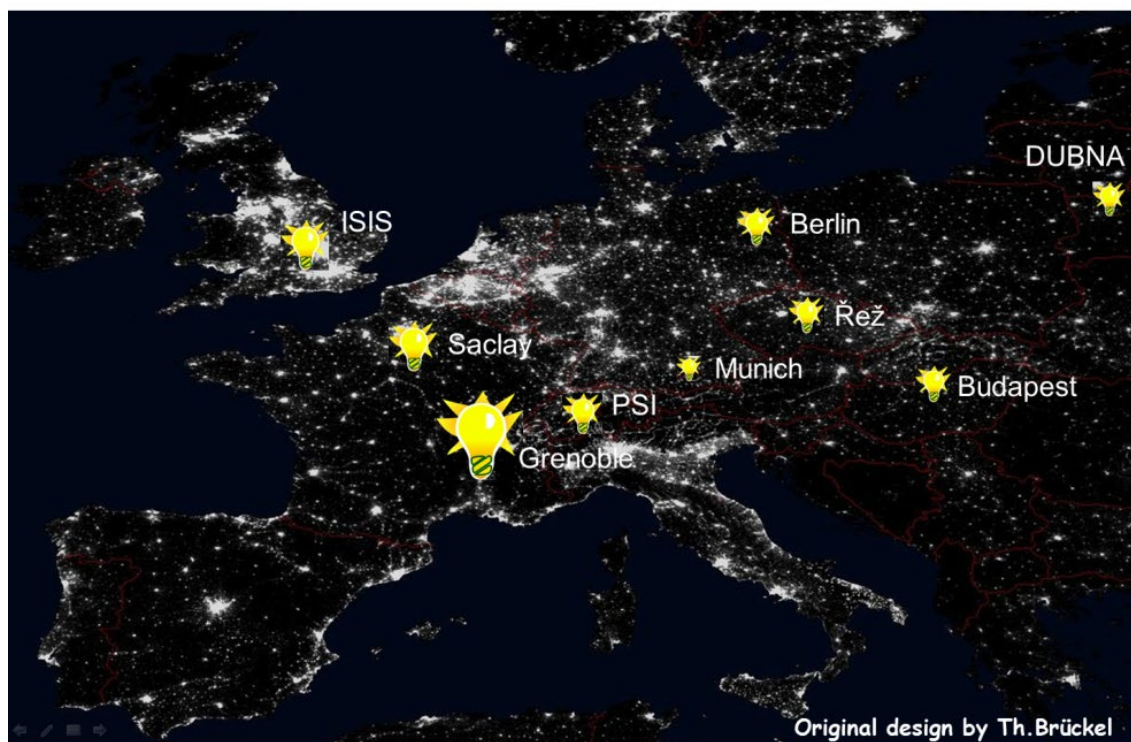 DUBNA
ISIS
Berlin
Řež
Saclay
Munich
Budapest
PSI
Grenoble
Original design by Th.Brückel